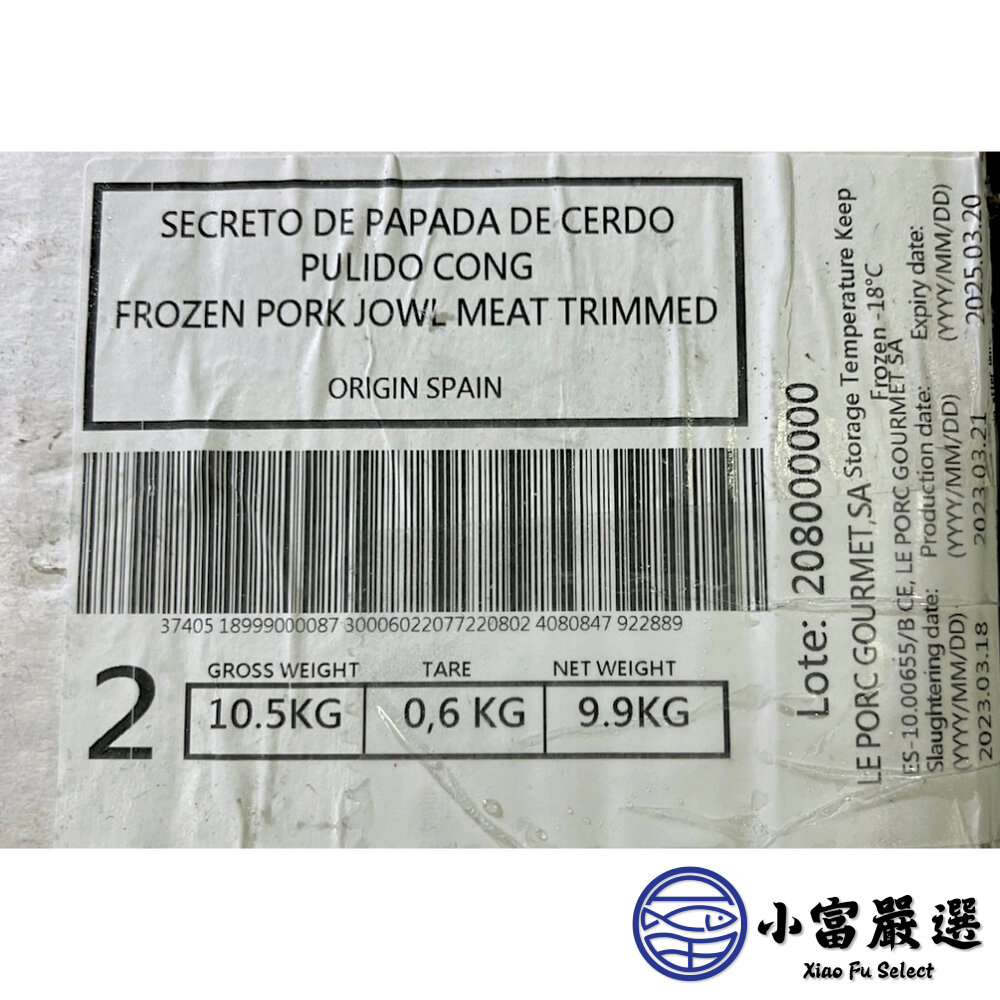 SECRETO DE PAPADA DE CERDO
PULIDO CONG
FROZEN PORK JOWL MEAT TRIMMED
ORIGIN SPAIN
37405 18999000087 30006022077220802 4080847 922889
2
GROSS WEIGHT TARE NET WEIGHT
10.5KG 0,6 KG 9.9KG
Lote: 208000000
LE PORC GOURMET,SA Storage Temperature Keep
Frozen -18°C
ES-10.00655/B CE, LE PORC GOURMET SA
Slaughtering date: Production date: Expiry date:
(YYY/MM/DD) (YYY/MM/DD) (YYY/MM/DD)
2023.03.18 2023.03.21 2025.03.20
小富嚴選
Xiao Fu Select